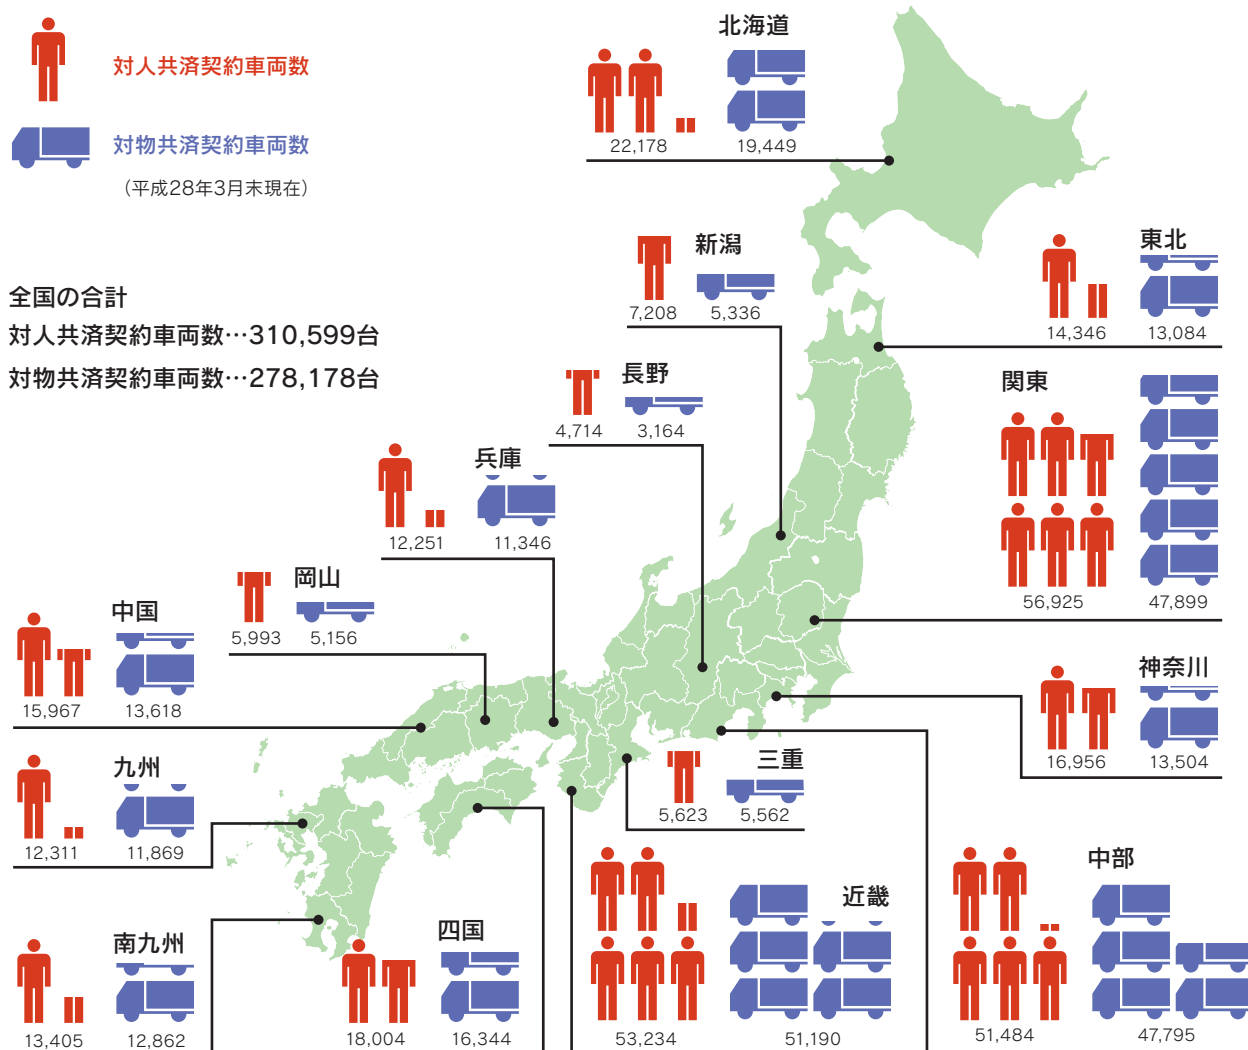 対人共済契約車両数
対物共済契約車両数
（平成28年3月末現在）
全国の合計
対人共済契約車両数…310,599台
対物共済契約車両数…278,178台
北海道
22,178 19,449
新潟
7,208 5,336
東北
14,346 13,084
長野
4,714 3,164
関東
56,925 47,899
兵庫
12,251 11,346
岡山
5,993 5,156
中国
15,967 13,618
神奈川
16,956 13,504
九州
12,311 11,869
三重
5,623 5,562
南九州
13,405 12,862
四国
18,004 16,344
近畿
53,234 51,190
中部
51,484 47,795